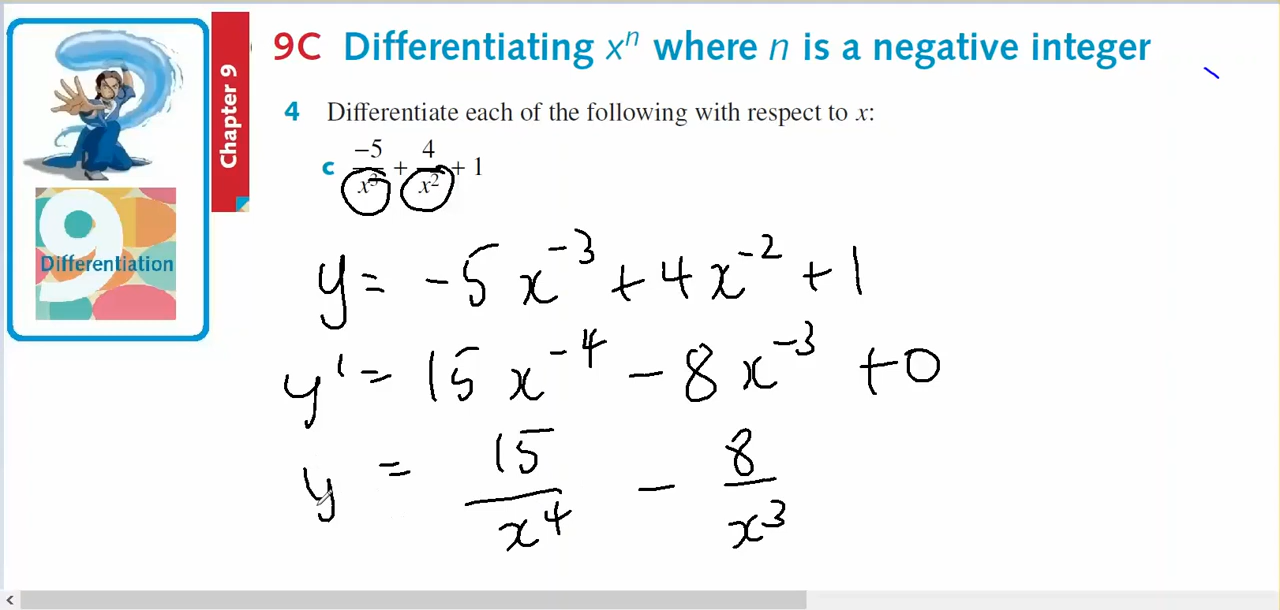 Chapter 9
9
Differentiation
9C Differentiating xⁿ where n is a negative integer
4 Differentiate each of the following with respect to x:
c -5/x³ + 4/x² + 1
y = -5x⁻³ + 4x⁻² + 1
y' = 15x⁻⁴ - 8x⁻³ + 0
y = 15/x⁴ - 8/x³